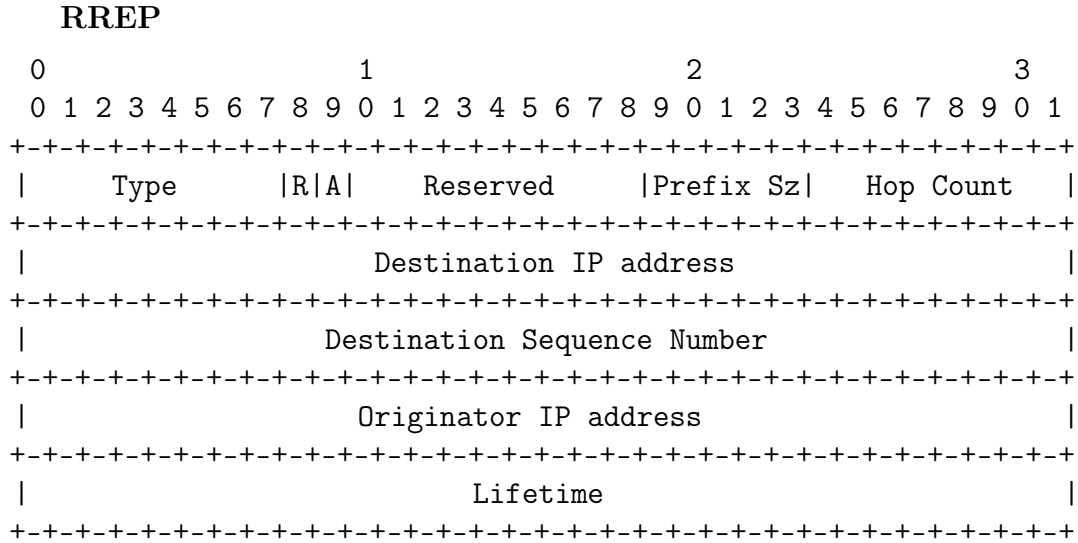 RREP
 0                   1                   2                   3
 0 1 2 3 4 5 6 7 8 9 0 1 2 3 4 5 6 7 8 9 0 1 2 3 4 5 6 7 8 9 0 1
+-+-+-+-+-+-+-+-+-+-+-+-+-+-+-+-+-+-+-+-+-+-+-+-+-+-+-+-+-+-+-+-+
|     Type      |R|A|    Reserved     |Prefix Sz|   Hop Count   |
+-+-+-+-+-+-+-+-+-+-+-+-+-+-+-+-+-+-+-+-+-+-+-+-+-+-+-+-+-+-+-+-+
|                     Destination IP address                    |
+-+-+-+-+-+-+-+-+-+-+-+-+-+-+-+-+-+-+-+-+-+-+-+-+-+-+-+-+-+-+-+-+
|                  Destination Sequence Number                  |
+-+-+-+-+-+-+-+-+-+-+-+-+-+-+-+-+-+-+-+-+-+-+-+-+-+-+-+-+-+-+-+-+
|                    Originator IP address                      |
+-+-+-+-+-+-+-+-+-+-+-+-+-+-+-+-+-+-+-+-+-+-+-+-+-+-+-+-+-+-+-+-+
|                           Lifetime                            |
+-+-+-+-+-+-+-+-+-+-+-+-+-+-+-+-+-+-+-+-+-+-+-+-+-+-+-+-+-+-+-+-+